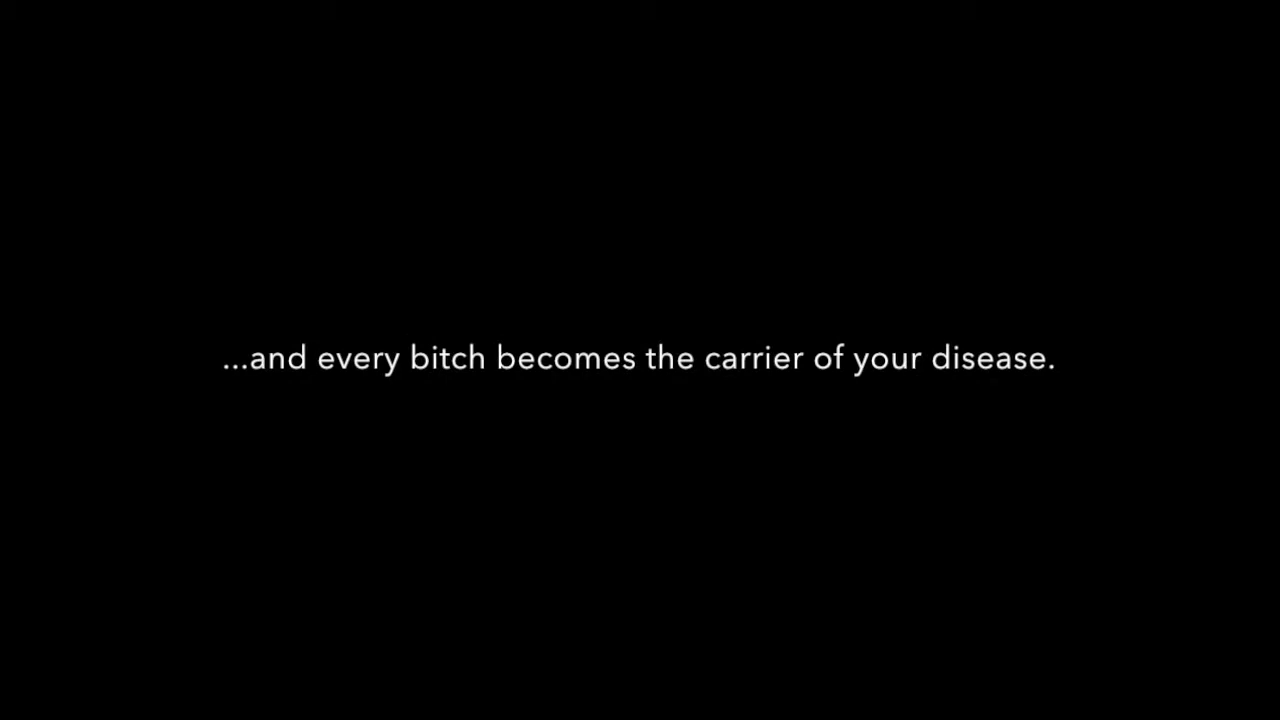 ...and every bitch becomes the carrier of your disease.